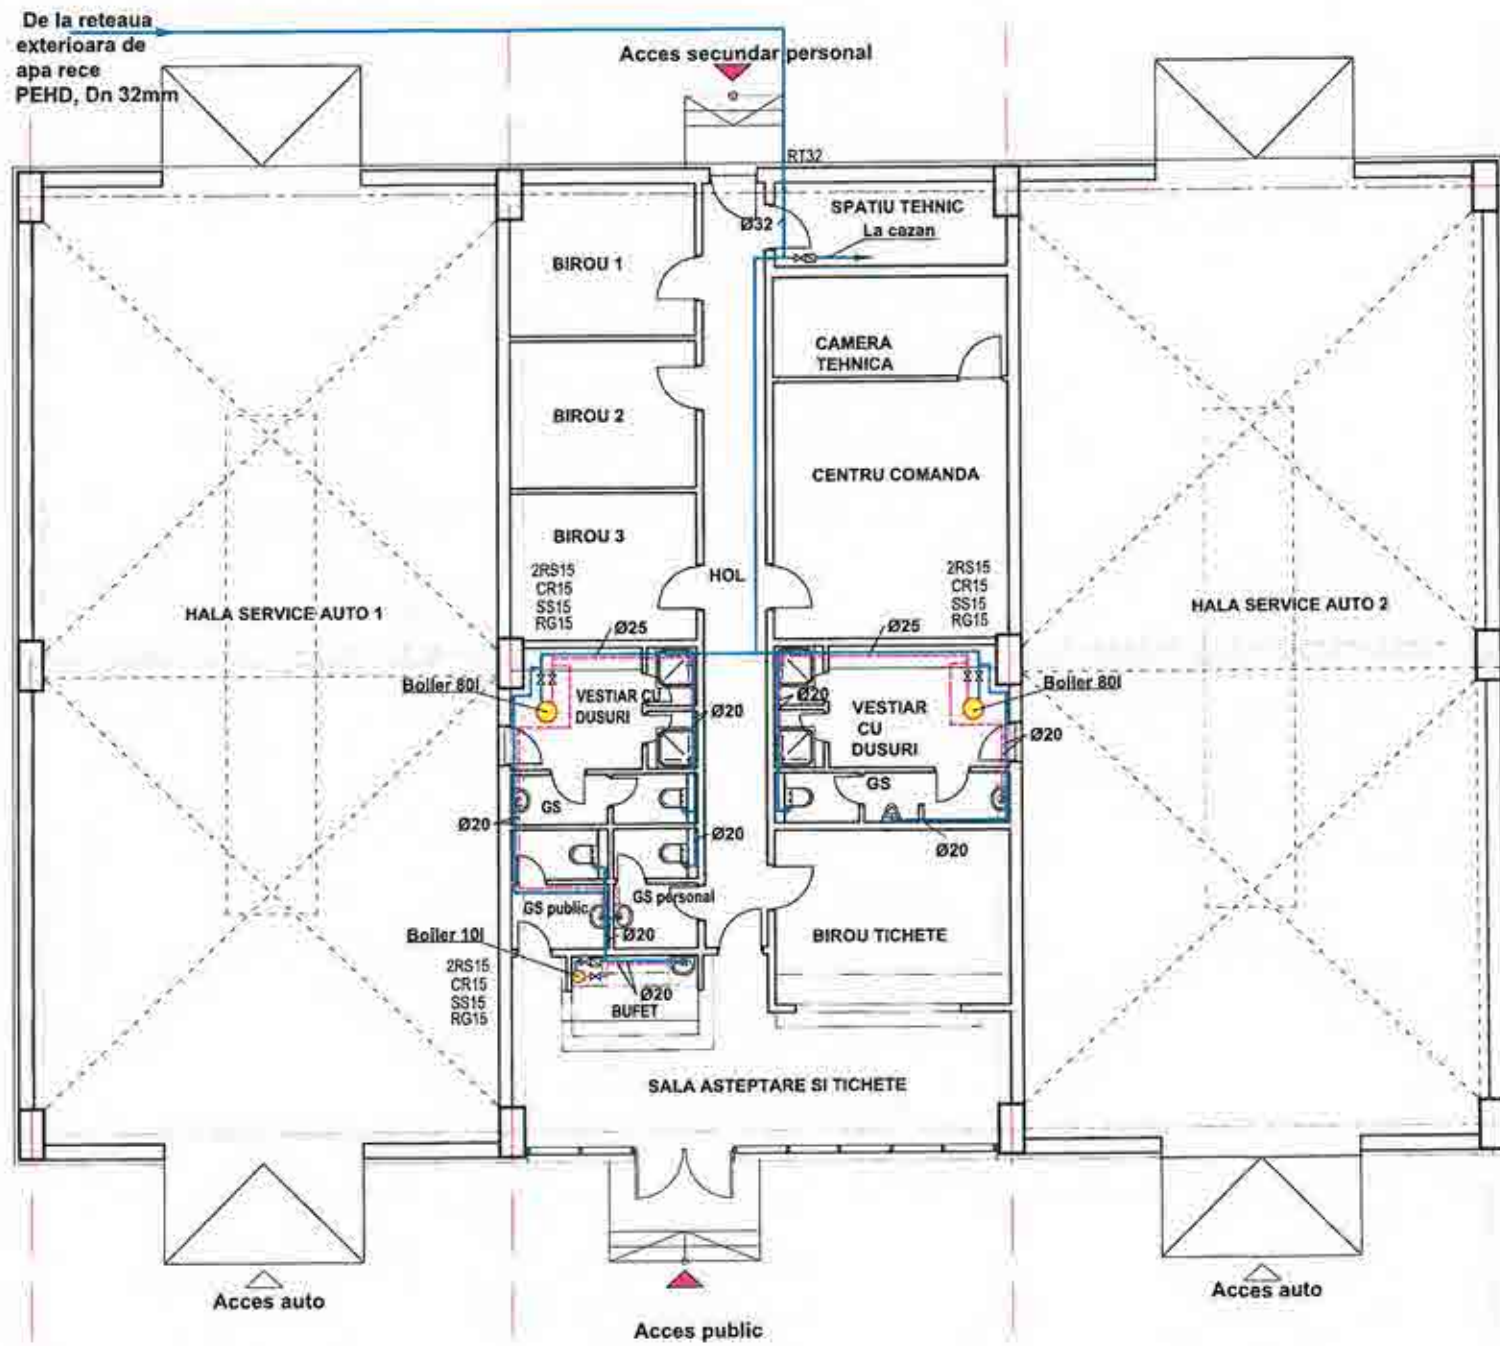 De la reteaua
exterioara de
apa rece
PEHD, Dn 32mm
Acces secundar personal
RT32
SPATIU TEHNIC
La cazan
Ø32
BIROU 1
CAMERA
TEHNICA
BIROU 2
CENTRU COMANDA
BIROU 3
2RS15
CR15
SS15
RG15
HOL
2RS15
CR15
SS15
RG15
HALA SERVICE AUTO 1
HALA SERVICE AUTO 2
Ø25
Ø25
Boiler 80l
VESTIAR CU
DUSURI
Ø20
Ø20
VESTIAR
CU
DUSURI
Boiler 80l
Ø20
GS
GS
Ø20
Ø20
Ø20
GS public
GS personal
Ø20
Boiler 10l
2RS15
CR15
SS15
RG15
Ø20
BUFET
BIROU TICHETE
SALA ASTEPTARE SI TICHETE
Acces auto
Acces public
Acces auto